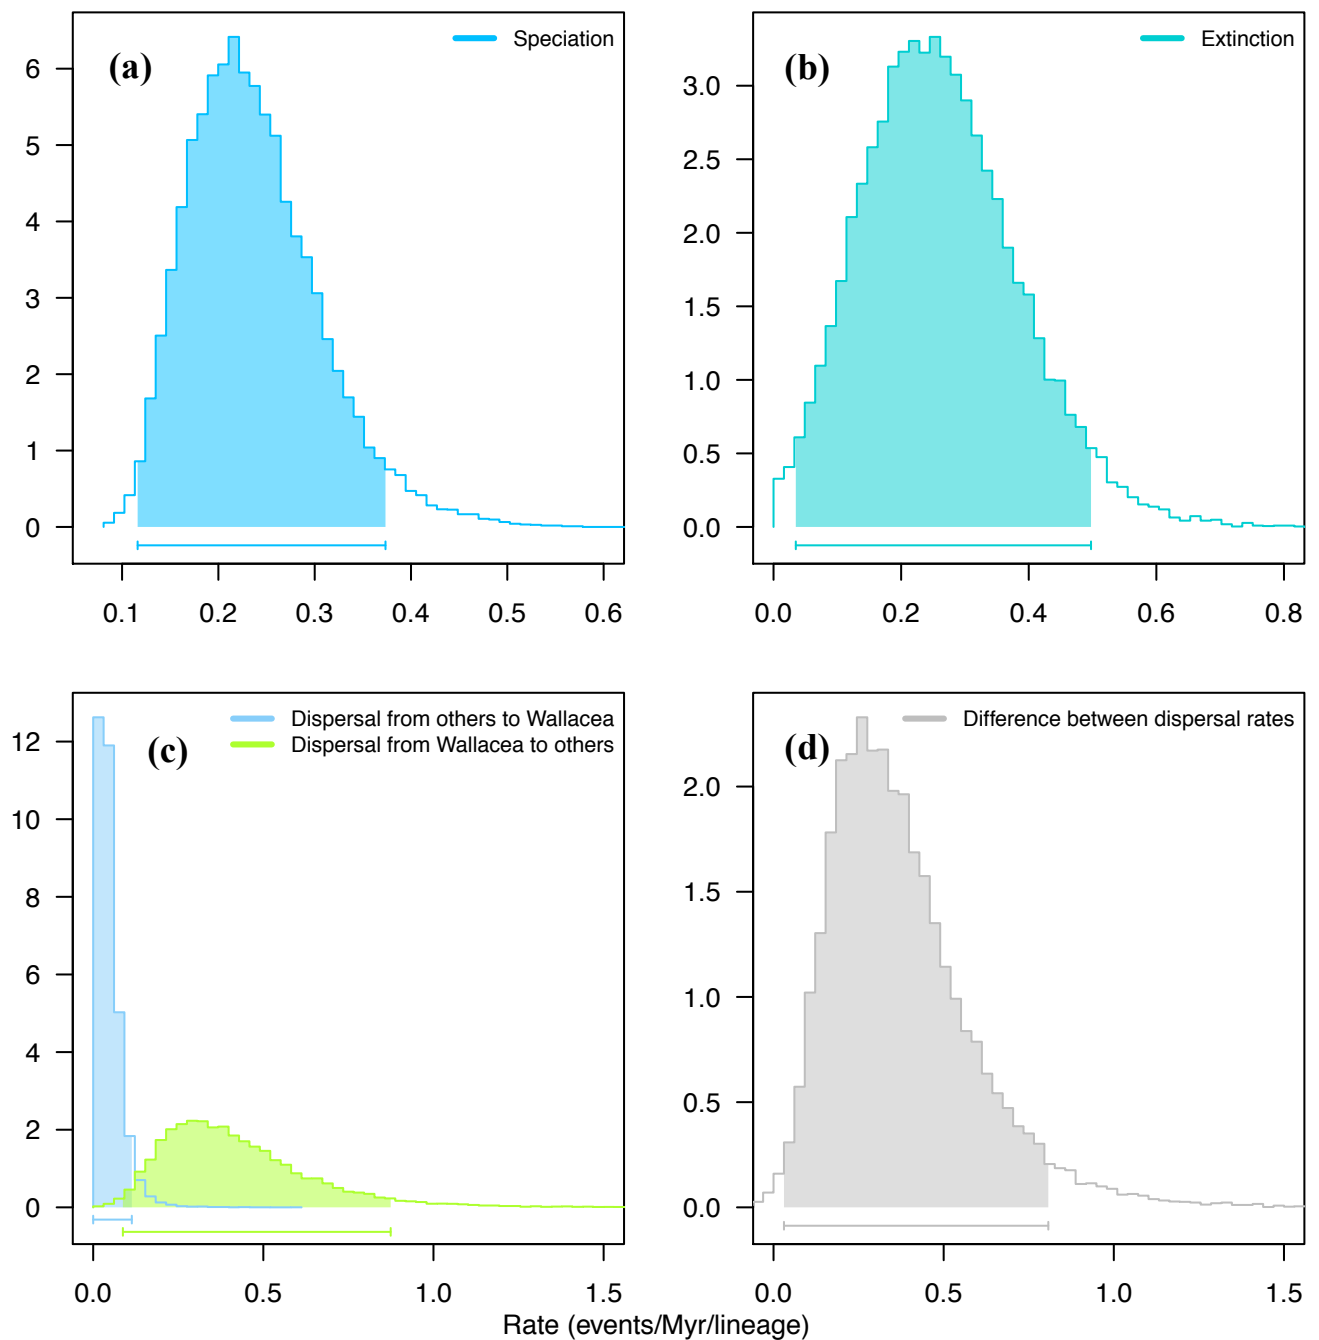 (a)
Speciation
6
5
4
3
2
1
0
0.1 0.2 0.3 0.4 0.5 0.6
(b)
Extinction
3.0
2.5
2.0
1.5
1.0
0.5
0.0
0.0 0.2 0.4 0.6 0.8
(c)
Dispersal from others to Wallacea
Dispersal from Wallacea to others
12
10
8
6
4
2
0
0.0 0.5 1.0 1.5
(d)
Difference between dispersal rates
2.0
1.5
1.0
0.5
0.0
0.0 0.5 1.0 1.5
Rate (events/Myr/lineage)